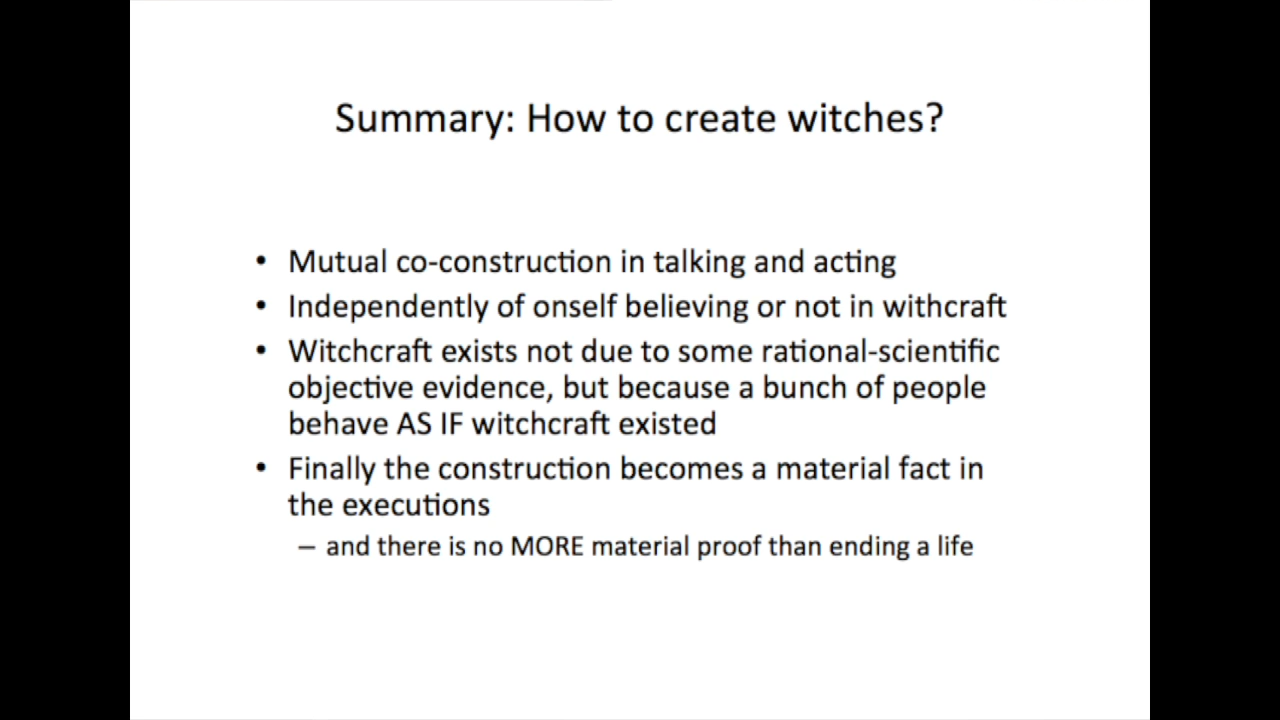 Summary: How to create witches?
• Mutual co-construction in talking and acting
• Independently of onself believing or not in withcraft
• Witchcraft exists not due to some rational-scientific
objective evidence, but because a bunch of people
behave AS IF witchcraft existed
• Finally the construction becomes a material fact in
the executions
– and there is no MORE material proof than ending a life